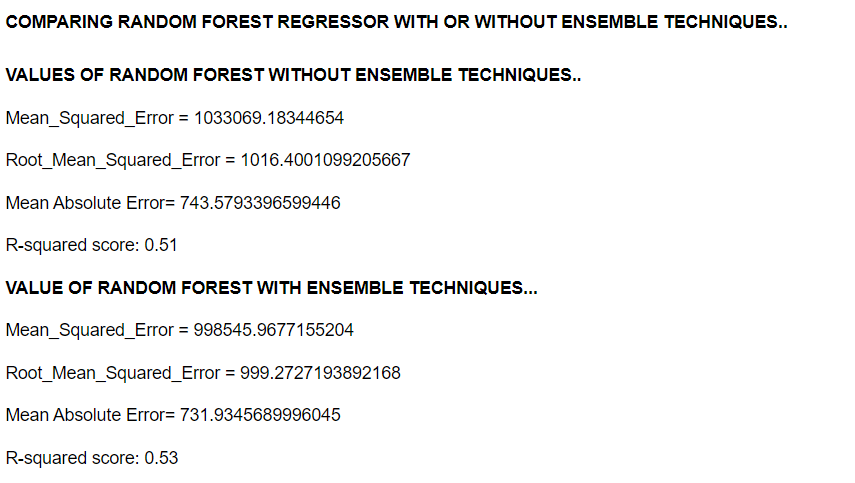 COMPARING RANDOM FOREST REGRESSOR WITH OR WITHOUT ENSEMBLE TECHNIQUES..
VALUES OF RANDOM FOREST WITHOUT ENSEMBLE TECHNIQUES..
Mean_Squared_Error = 1033069.18344654
Root_Mean_Squared_Error = 1016.4001099205667
Mean Absolute Error= 743.5793396599446
R-squared score: 0.51
VALUE OF RANDOM FOREST WITH ENSEMBLE TECHNIQUES...
Mean_Squared_Error = 998545.9677155204
Root_Mean_Squared_Error = 999.2727193892168
Mean Absolute Error= 731.9345689996045
R-squared score: 0.53